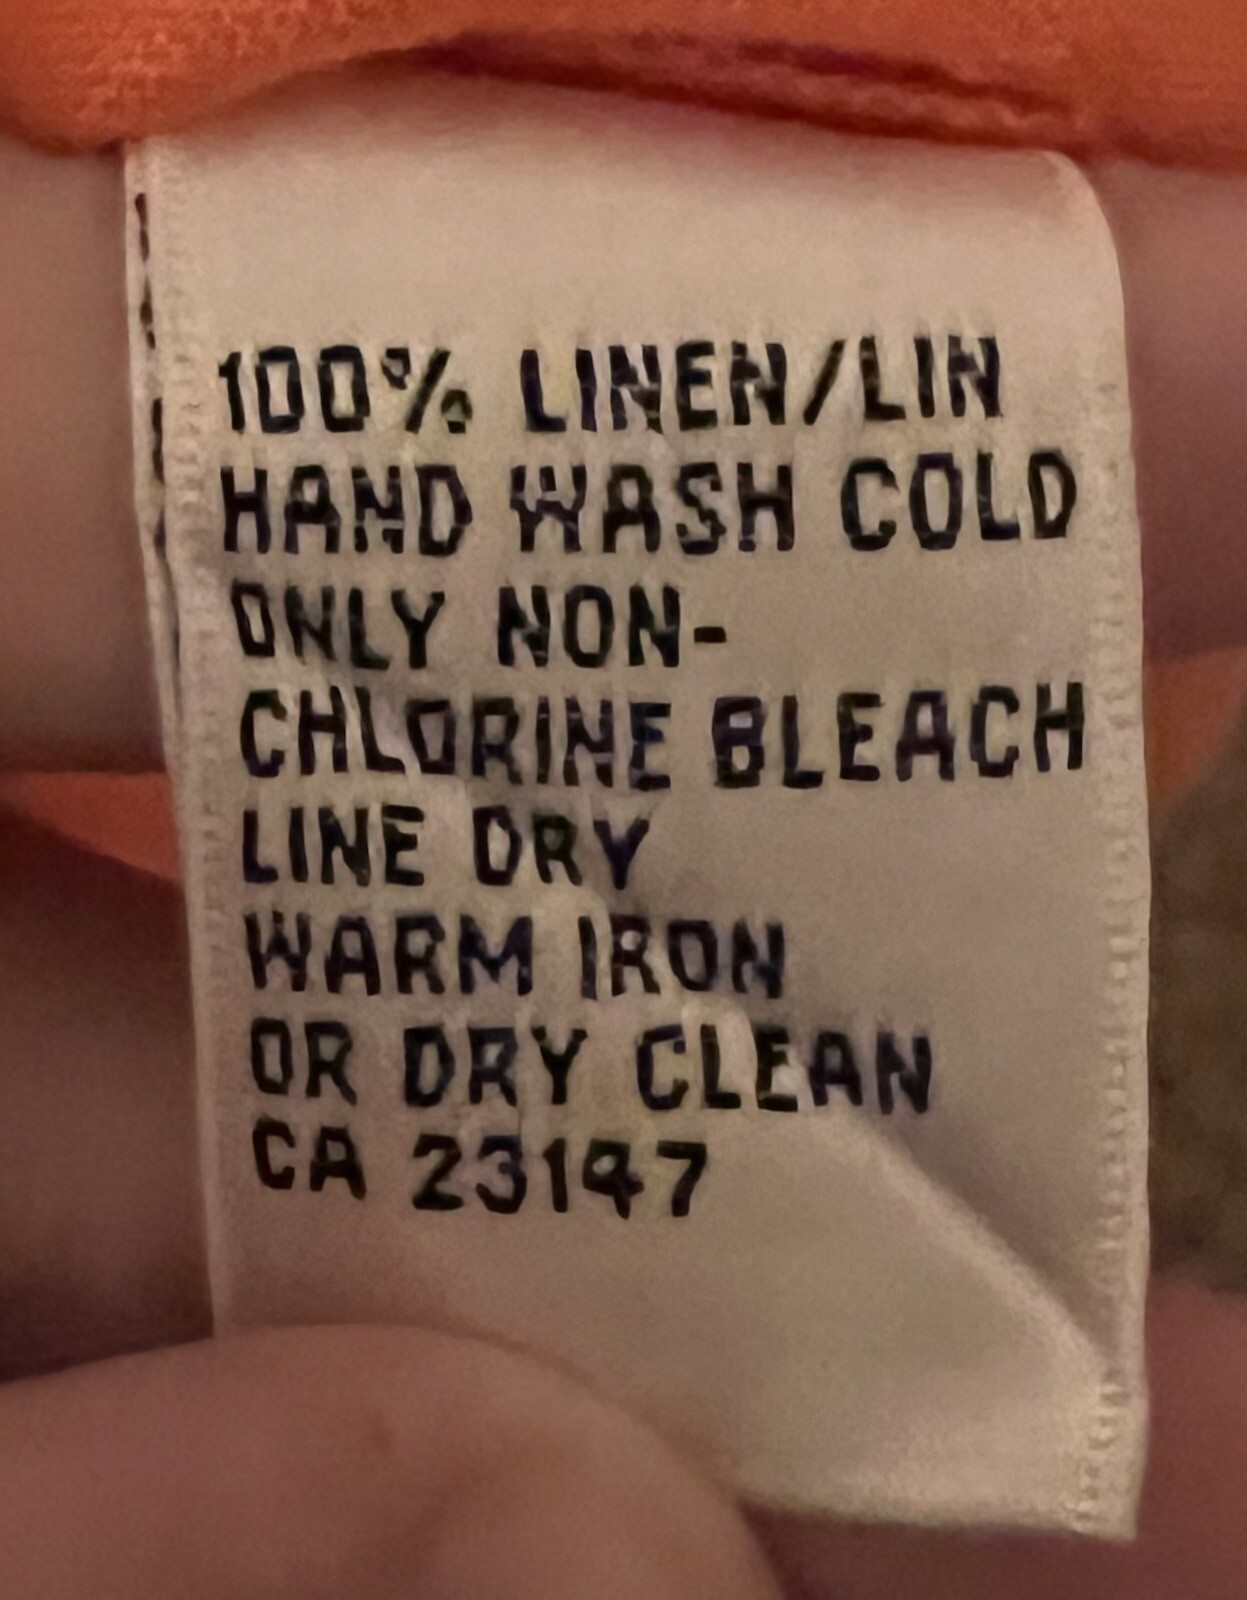 100% LINEN/LIN
HAND WASH COLD
ONLY NON-
CHLORINE BLEACH
LINE DRY
WARM IRON
OR DRY CLEAN
CA 23147